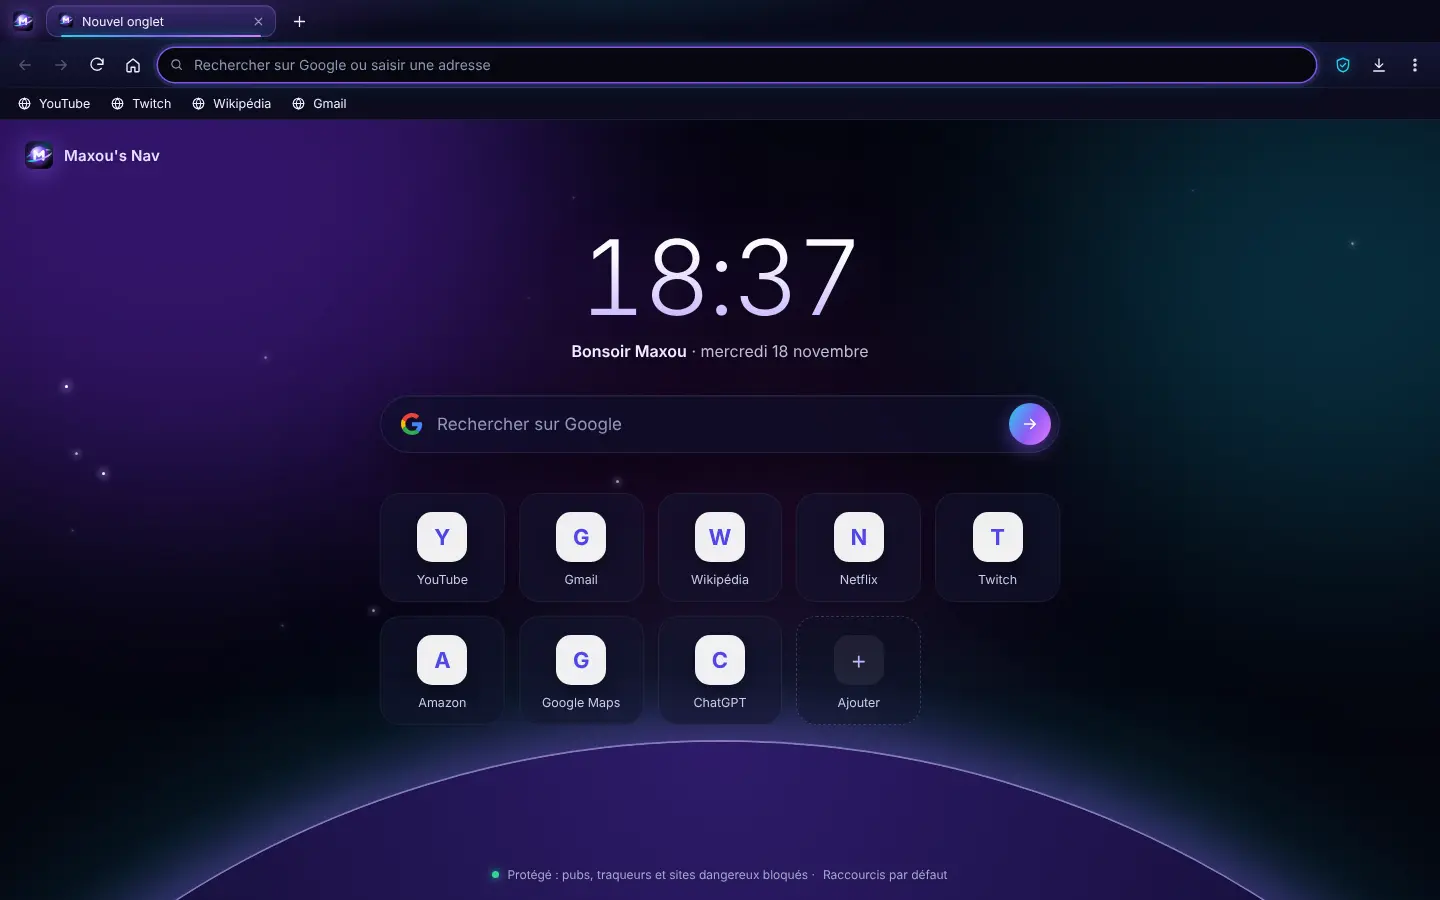 Nouvel onglet
Rechercher sur Google ou saisir une adresse
YouTube Twitch Wikipédia Gmail
M Maxou's Nav
18:37
Bonsoir Maxou · mercredi 18 novembre
Rechercher sur Google
Y G W N T
YouTube Gmail Wikipédia Netflix Twitch
A G C +
Amazon Google Maps ChatGPT Ajouter
Protégé : pubs, traqueurs et sites dangereux bloqués · Raccourcis par défaut